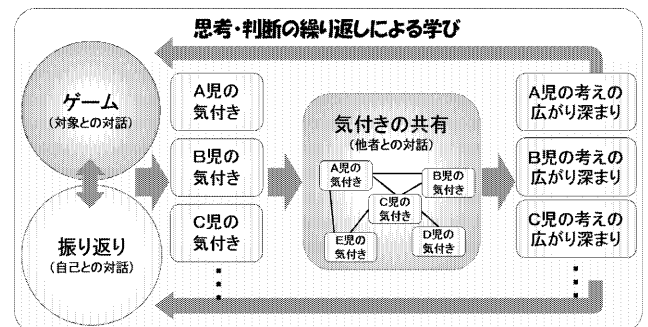 思考・判断の繰り返しによる学び
ゲーム
(対象との対話)
振り返り
(自己との対話)
A児の
気付き
B児の
気付き
C児の
気付き
気付きの共有
(他者との対話)
A児の
気付き
B児の
気付き
C児の
気付き
E児の
気付き
D児の
気付き
A児の考えの
広がり深まり
B児の考えの
広がり深まり
C児の考えの
広がり深まり